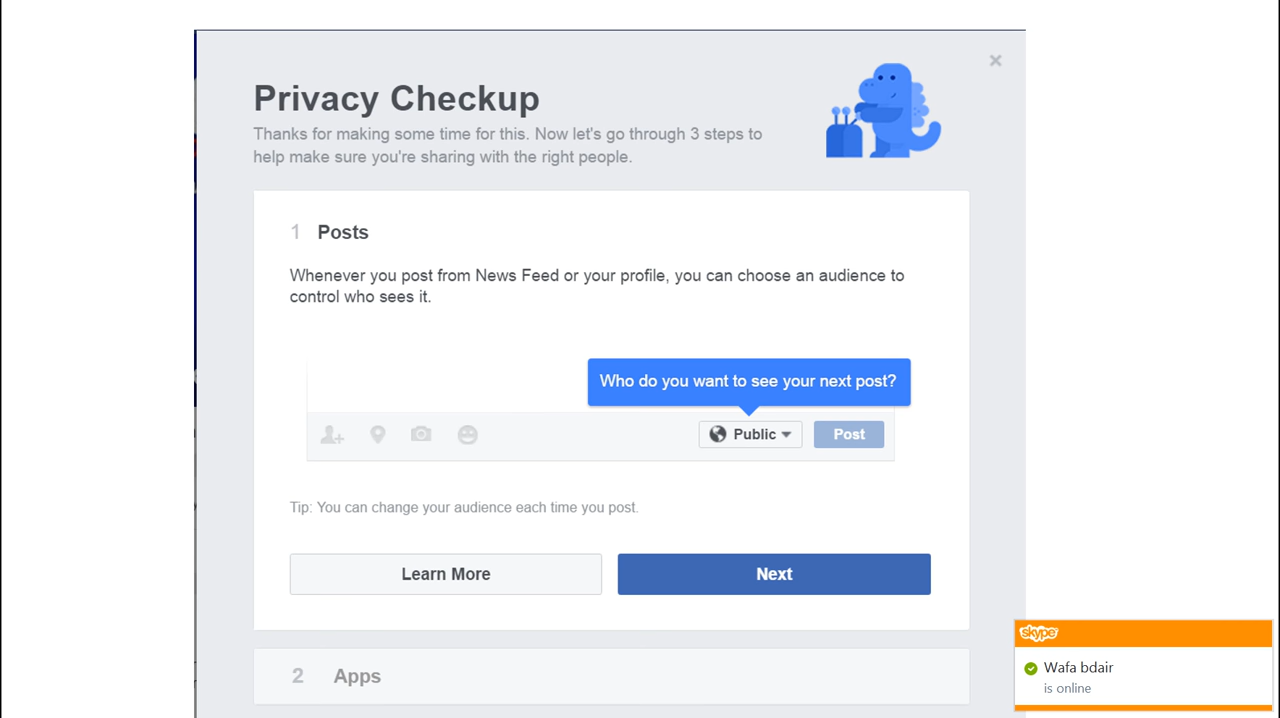 Privacy Checkup
Thanks for making some time for this. Now let's go through 3 steps to
help make sure you're sharing with the right people.
1 Posts
Whenever you post from News Feed or your profile, you can choose an audience to
control who sees it.
Who do you want to see your next post?
Public
Post
Tip: You can change your audience each time you post.
Learn More
Next
2 Apps
skype
Wafa bdair
is online